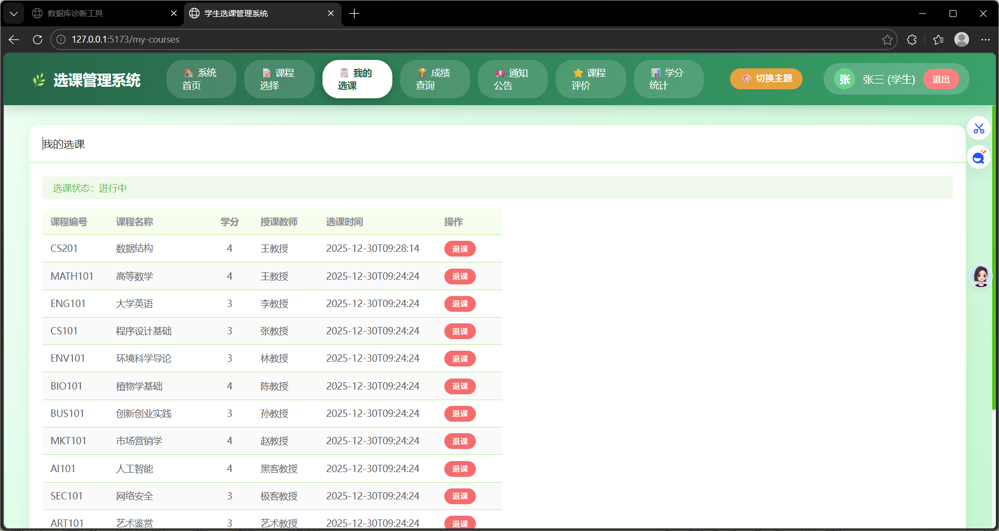 数据库诊断工具
学生选课管理系统
127.0.0.1:5173/my-courses
选课管理系统
系统
首页
课程
选择
我的
选课
成绩
查询
通知
公告
课程
评价
学分
统计
切换主题
张
张三 (学生)
退出
我的选课
选课状态：进行中
课程编号 课程名称 学分 授课教师 选课时间 操作
CS201 数据结构 4 王教授 2025-12-30T09:28:14 退课
MATH101 高等数学 4 王教授 2025-12-30T09:24:24 退课
ENG101 大学英语 3 李教授 2025-12-30T09:24:24 退课
CS101 程序设计基础 3 张教授 2025-12-30T09:24:24 退课
ENV101 环境科学导论 3 林教授 2025-12-30T09:24:24 退课
BIO101 植物学基础 4 陈教授 2025-12-30T09:24:24 退课
BUS101 创新创业实践 3 孙教授 2025-12-30T09:24:24 退课
MKT101 市场营销学 4 赵教授 2025-12-30T09:24:24 退课
AI101 人工智能 4 黑客教授 2025-12-30T09:24:24 退课
SEC101 网络安全 3 极客教授 2025-12-30T09:24:24 退课
ART101 艺术鉴赏 3 艺术教授 2025-12-30T09:24:24 退课